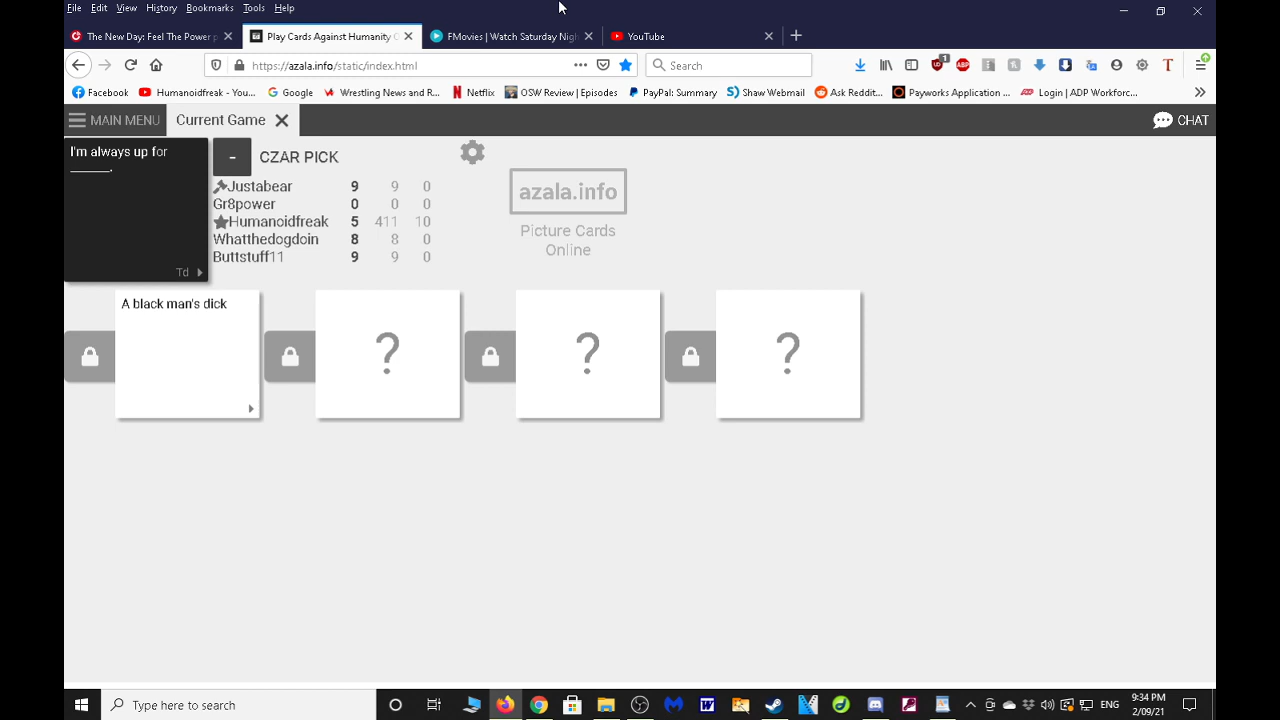 File Edit View History Bookmarks Tools Help
The New Day: Feel The Power p
Play Cards Against Humanity O
FMovies | Watch Saturday Nigh
YouTube
https://azala.info/static/index.html
Search
Facebook
Humanoidfreak - You...
Google
Wrestling News and R...
Netflix
OSW Review | Episodes
PayPal: Summary
Shaw Webmail
Ask Reddit...
Payworks Application ...
Login | ADP Workforc...
MAIN MENU
Current Game
CHAT
I'm always up for
______.
Td
-
CZAR PICK
Justabear 9 9 0
Gr8power 0 0 0
Humanoidfreak 5 411 10
Whatthedogdoin 8 8 0
Buttstuff11 9 9 0
azala.info
Picture Cards
Online
A black man's dick
?
?
?
Type here to search
ENG
9:34 PM
2/09/21